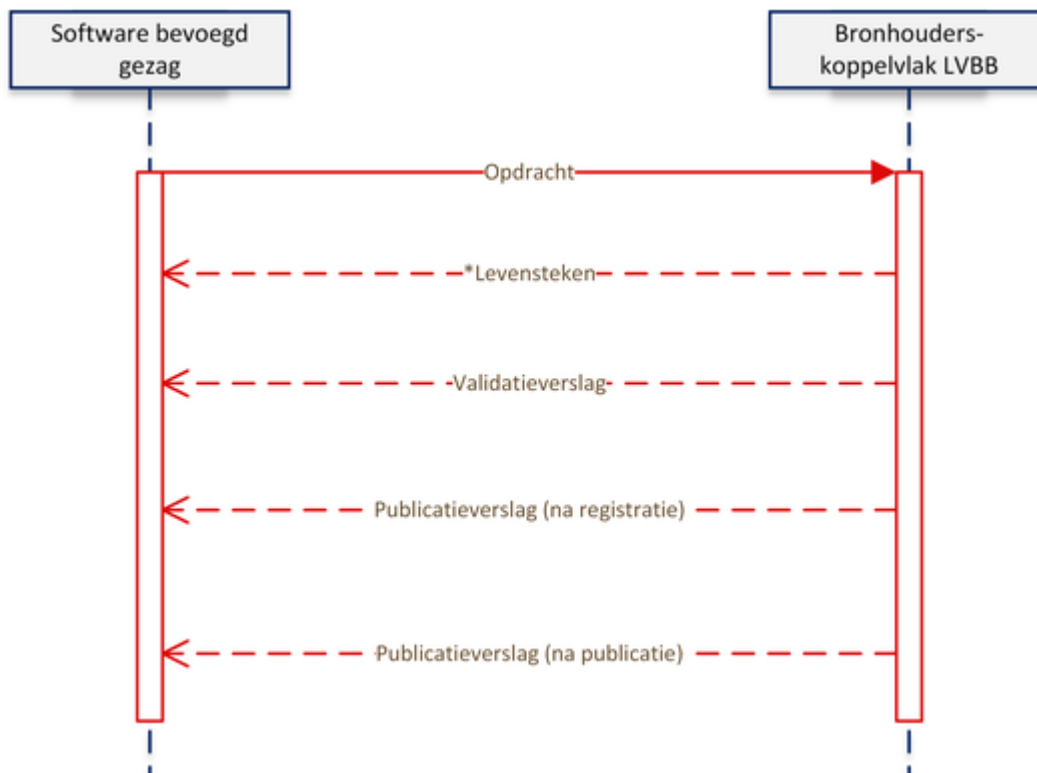 Software bevoegd
gezag
Bronhouders-
koppelvlak LVBB
Opdracht
*Levensteken
Validatieverslag
Publicatieverslag (na registratie)
Publicatieverslag (na publicatie)